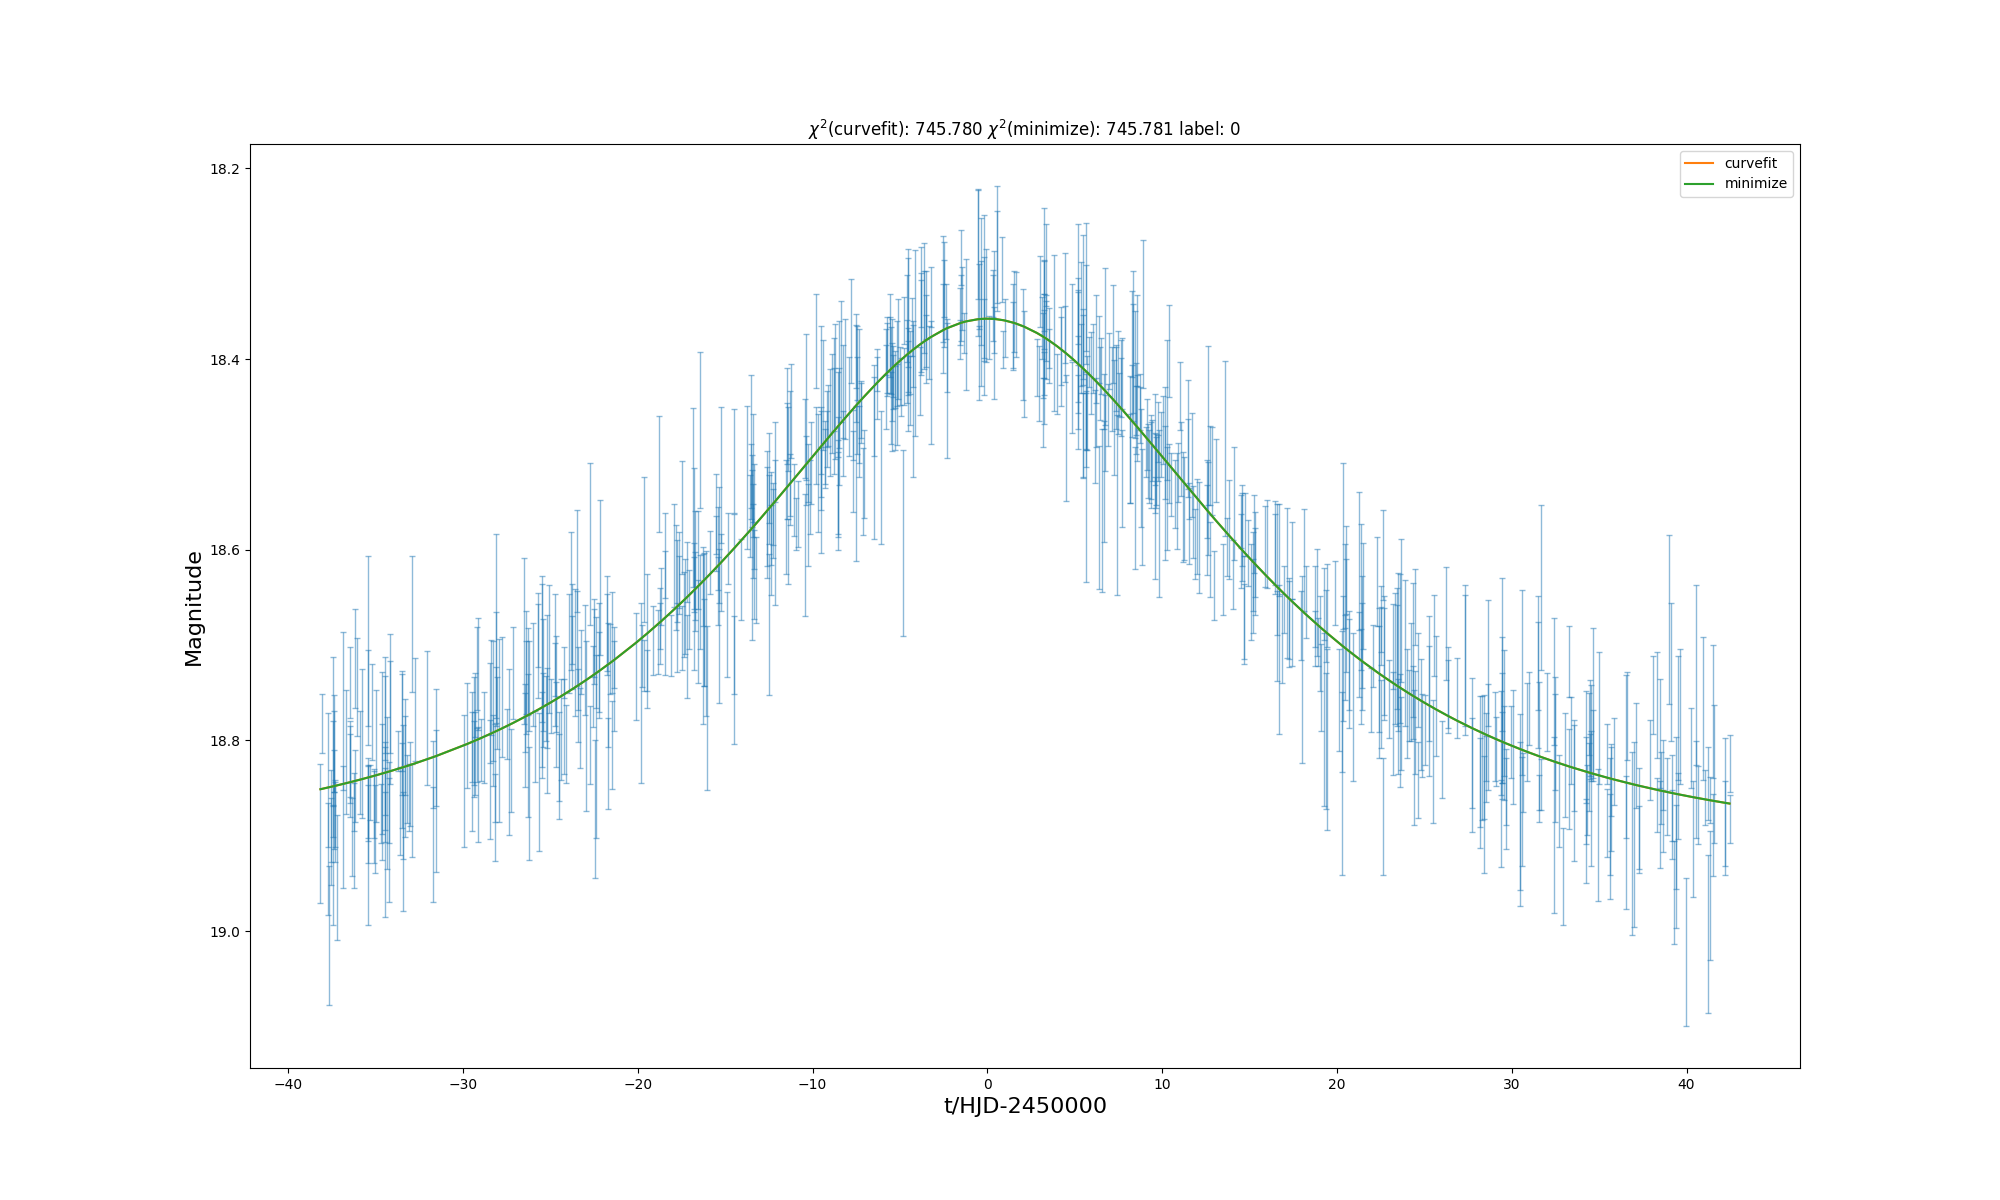 χ²(curvefit): 745.780 χ²(minimize): 745.781 label: 0
curvefit
minimize
18.2
18.4
18.6
18.8
19.0
Magnitude
−40
−30
−20
−10
0
10
20
30
40
t/HJD-2450000